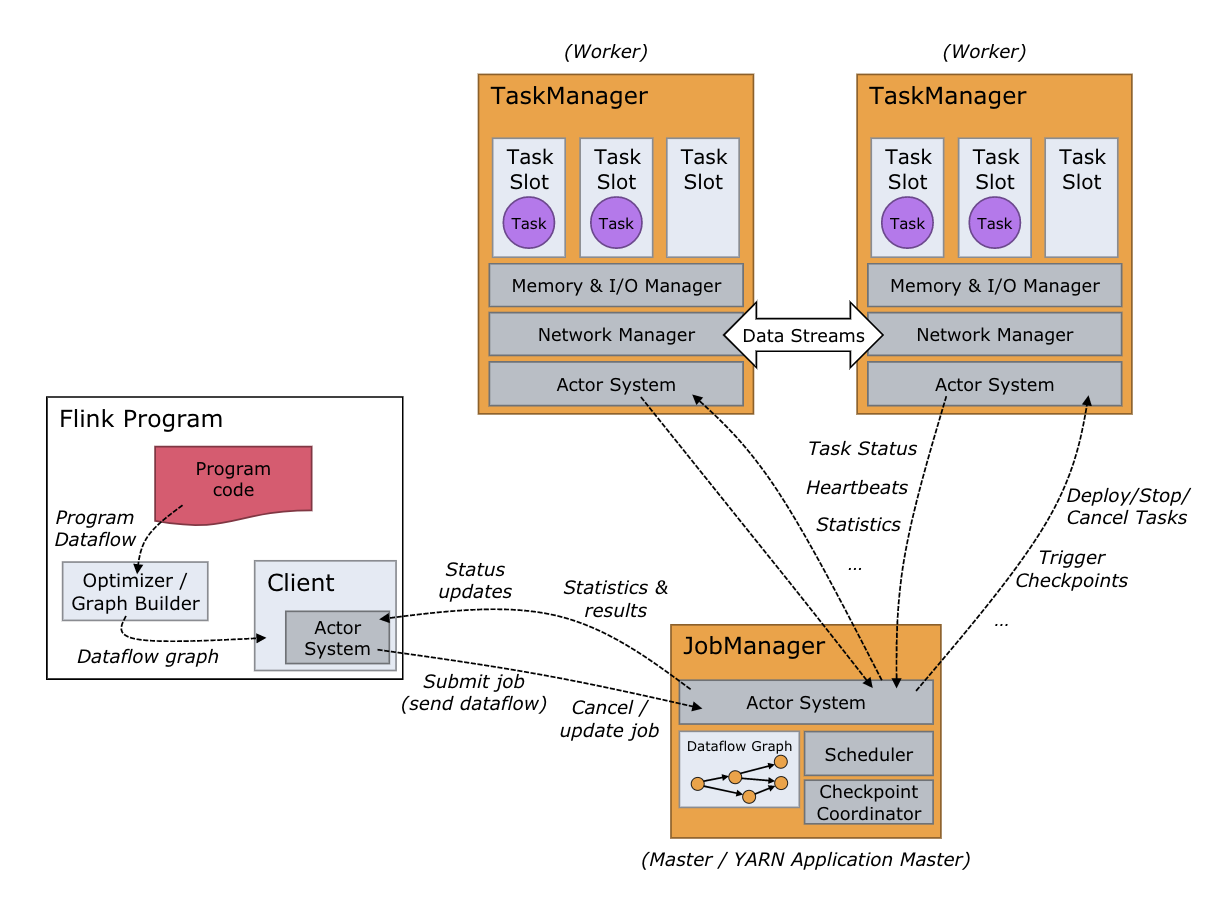 (Worker)
(Worker)
TaskManager
Task
Slot
Task
Task
Slot
Task
Task
Slot
Memory & I/O Manager
Network Manager
Actor System
TaskManager
Task
Slot
Task
Task
Slot
Task
Task
Slot
Memory & I/O Manager
Network Manager
Actor System
Data Streams
Flink Program
Program
code
Program
Dataflow
Optimizer /
Graph Builder
Dataflow graph
Client
Actor
System
Status
updates
Statistics &
results
Submit job
(send dataflow)
Cancel /
update job
Task Status
Heartbeats
Statistics
...
Deploy/Stop/
Cancel Tasks
Trigger
Checkpoints
...
JobManager
Actor System
Dataflow Graph
Scheduler
Checkpoint
Coordinator
(Master / YARN Application Master)